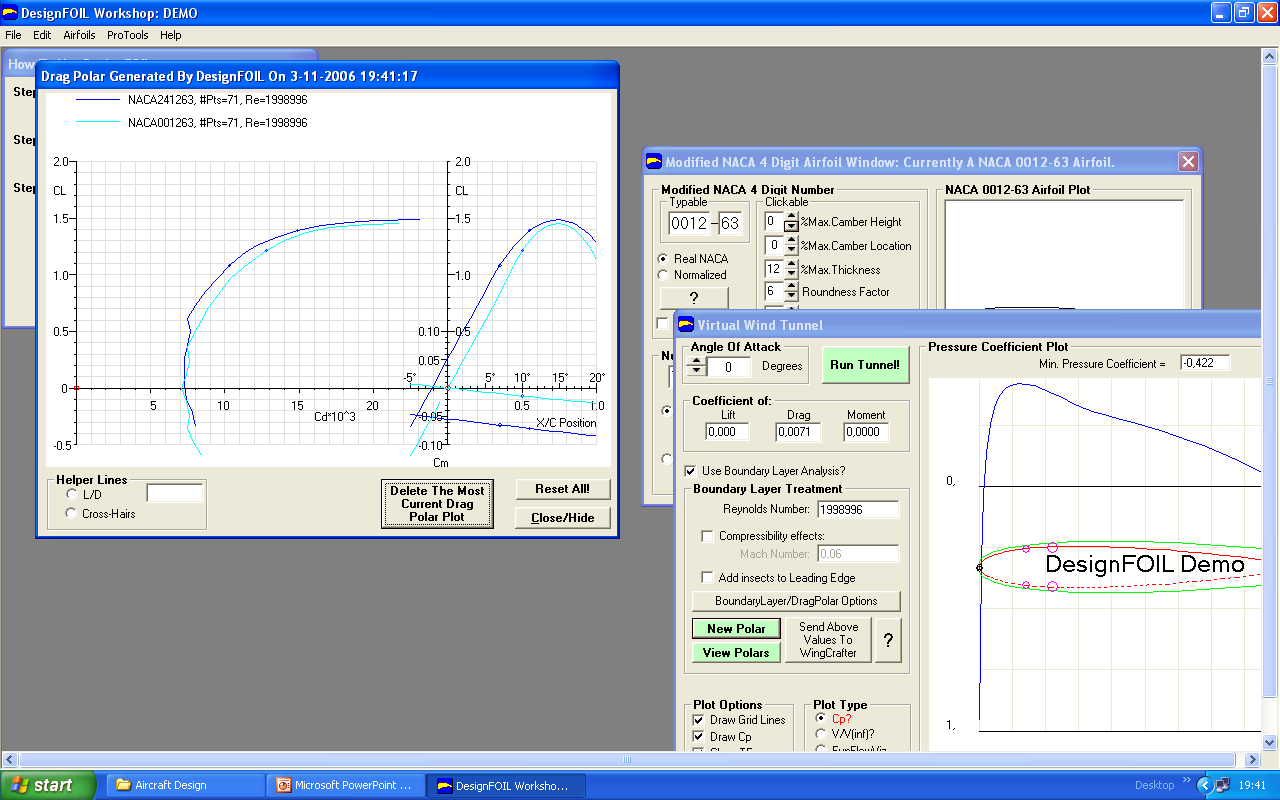 DesignFOIL Workshop: DEMO
File Edit Airfoils ProTools Help
Step
Step
Step
Drag Polar Generated By DesignFOIL On 3-11-2006 19:41:17
NACA241263, #Pts=71, Re=1998996
NACA001263, #Pts=71, Re=1998996
2.0 2.0
CL CL
1.5 1.5
1.0 1.0
0.5 0.10 0.5
0.05
0 -5° 5° 15° 20°
5 10 15 20 0.5 1.0
Cd*10^3 -0.05 X/C Position
-0.5 -0.10
Cm
Helper Lines
L/D
Cross-Hairs
Delete The Most
Current Drag
Polar Plot
Reset All!
Close/Hide
Modified NACA 4 Digit Airfoil Window: Currently A NACA 0012-63 Airfoil.
Modified NACA 4 Digit Number
Typable
0012 - 63
Real NACA
Normalized
?
Clickable
0 %Max.Camber Height
0 %Max.Camber Location
12 %Max.Thickness
6 Roundness Factor
NACA 0012-63 Airfoil Plot
Virtual Wind Tunnel
Angle Of Attack
0 Degrees
Run Tunnel!
Coefficient of:
Lift Drag Moment
0,000 0,0071 0,0000
Use Boundary Layer Analysis?
Boundary Layer Treatment
Reynolds Number: 1998996
Compressibility effects:
Mach Number: 0,06
Add insects to Leading Edge
BoundaryLayer/DragPolar Options
New Polar
View Polars
Send Above
Values To
WingCrafter
?
Plot Options
Draw Grid Lines
Draw Cp
Plot Type
Cp?
V/V(inf)?
Pressure Coefficient Plot
Min. Pressure Coefficient = -0,422
0,
DesignFOIL Demo
1,
start
Aircraft Design
Microsoft PowerPoint ...
DesignFOIL Worksho...
Desktop
19:41